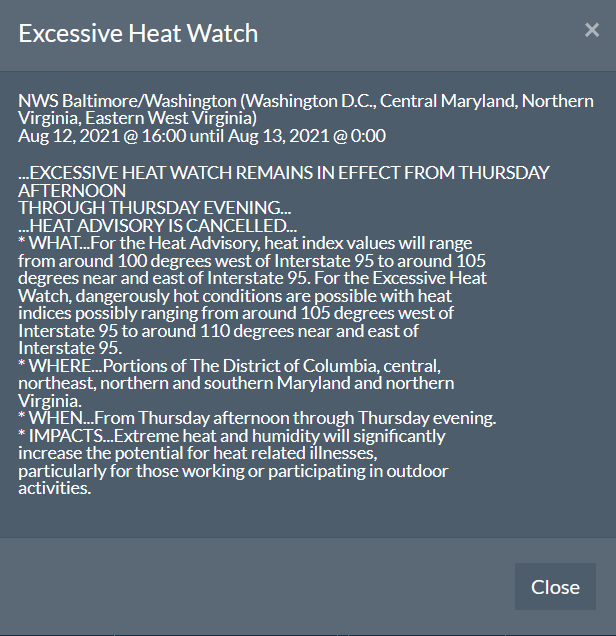 Excessive Heat Watch
×
NWS Baltimore/Washington (Washington D.C., Central Maryland, Northern
Virginia, Eastern West Virginia)
Aug 12, 2021 @ 16:00 until Aug 13, 2021 @ 0:00
...EXCESSIVE HEAT WATCH REMAINS IN EFFECT FROM THURSDAY
AFTERNOON
THROUGH THURSDAY EVENING...
...HEAT ADVISORY IS CANCELLED...
* WHAT...For the Heat Advisory, heat index values will range
from around 100 degrees west of Interstate 95 to around 105
degrees near and east of Interstate 95. For the Excessive Heat
Watch, dangerously hot conditions are possible with heat
indices possibly ranging from around 105 degrees west of
Interstate 95 to around 110 degrees near and east of
Interstate 95.
* WHERE...Portions of The District of Columbia, central,
northeast, northern and southern Maryland and northern
Virginia.
* WHEN...From Thursday afternoon through Thursday evening.
* IMPACTS...Extreme heat and humidity will significantly
increase the potential for heat related illnesses,
particularly for those working or participating in outdoor
activities.
Close